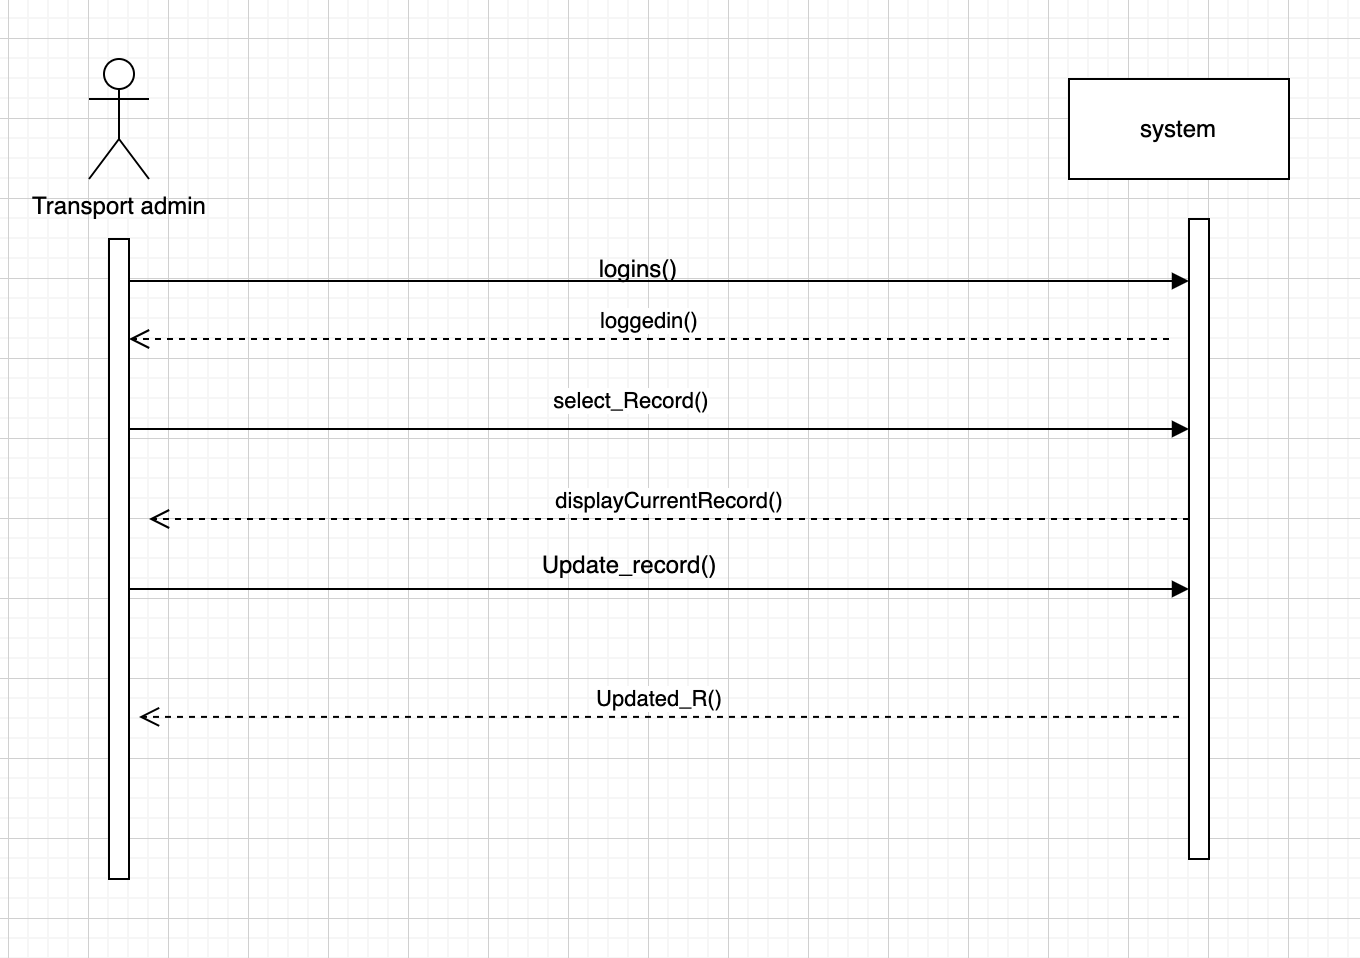 system
Transport admin
logins()
loggedin()
select_Record()
displayCurrentRecord()
Update_record()
Updated_R()